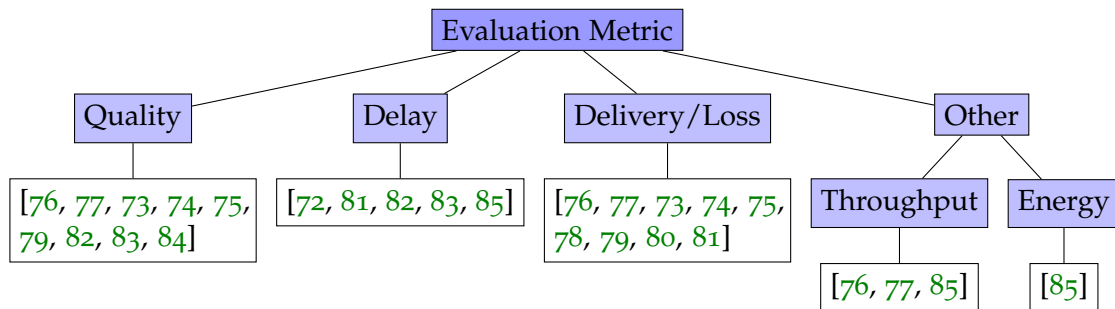 Evaluation Metric
Quality
Delay
Delivery/Loss
Other
[76, 77, 73, 74, 75,
79, 82, 83, 84]
[72, 81, 82, 83, 85]
[76, 77, 73, 74, 75,
78, 79, 80, 81]
Throughput
Energy
[76, 77, 85]
[85]